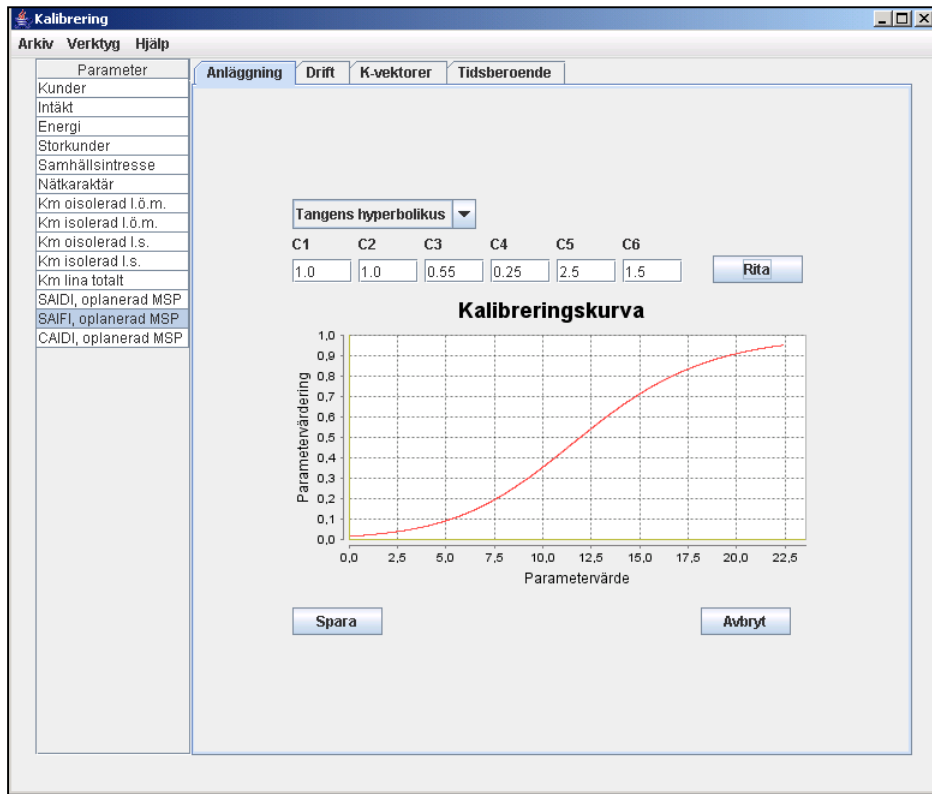 Kalibrering
Arkiv Verktyg Hjälp
Parameter
Kunder
Intäkt
Energi
Storkunder
Samhällsintresse
Nätkaraktär
Km oisolerad l.ö.m.
Km isolerad l.ö.m.
Km oisolerad l.s.
Km isolerad l.s.
Km lina totalt
SAIDI, oplanerad MSP
SAIFI, oplanerad MSP
CAIDI, oplanerad MSP
Anläggning Drift K-vektorer Tidsberoende
Tangens hyperbolikus
C1 C2 C3 C4 C5 C6
1.0 1.0 0.55 0.25 2.5 1.5 Rita
Kalibreringskurva
Parametervärdering
1,0
0,9
0,8
0,7
0,6
0,5
0,4
0,3
0,2
0,1
0,0
0,0 2,5 5,0 7,5 10,0 12,5 15,0 17,5 20,0 22,5
Parametervärde
Spara Avbryt